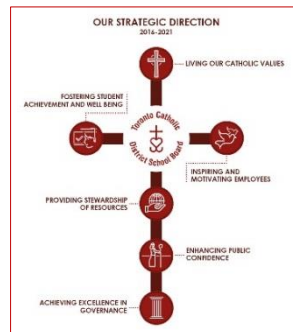 OUR STRATEGIC DIRECTION
2016-2021
LIVING OUR CATHOLIC VALUES
FOSTERING STUDENT
ACHIEVEMENT AND WELL BEING
Toronto Catholic
District School Board
INSPIRING AND
MOTIVATING EMPLOYEES
PROVIDING STEWARDSHIP
OF RESOURCES
ENHANCING PUBLIC
CONFIDENCE
ACHIEVING EXCELLENCE IN
GOVERNANCE